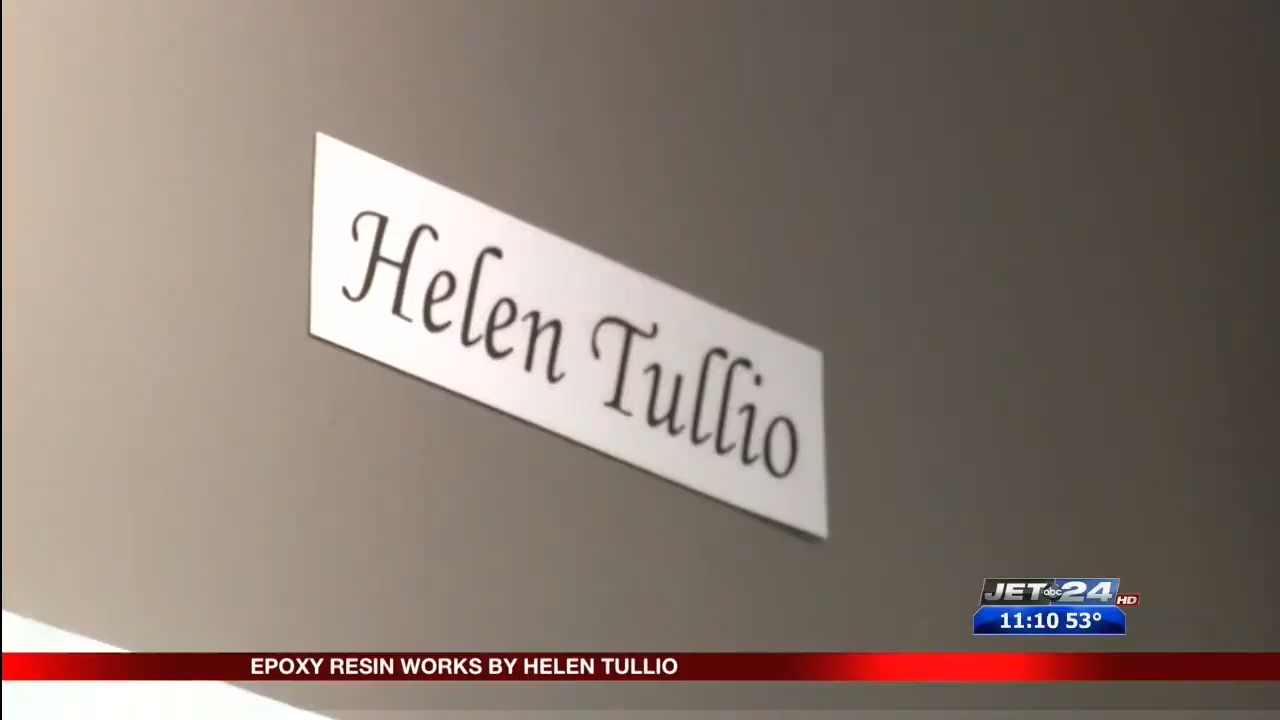 Helen Tullio
JET abc 24 HD
11:10 53°
EPOXY RESIN WORKS BY HELEN TULLIO